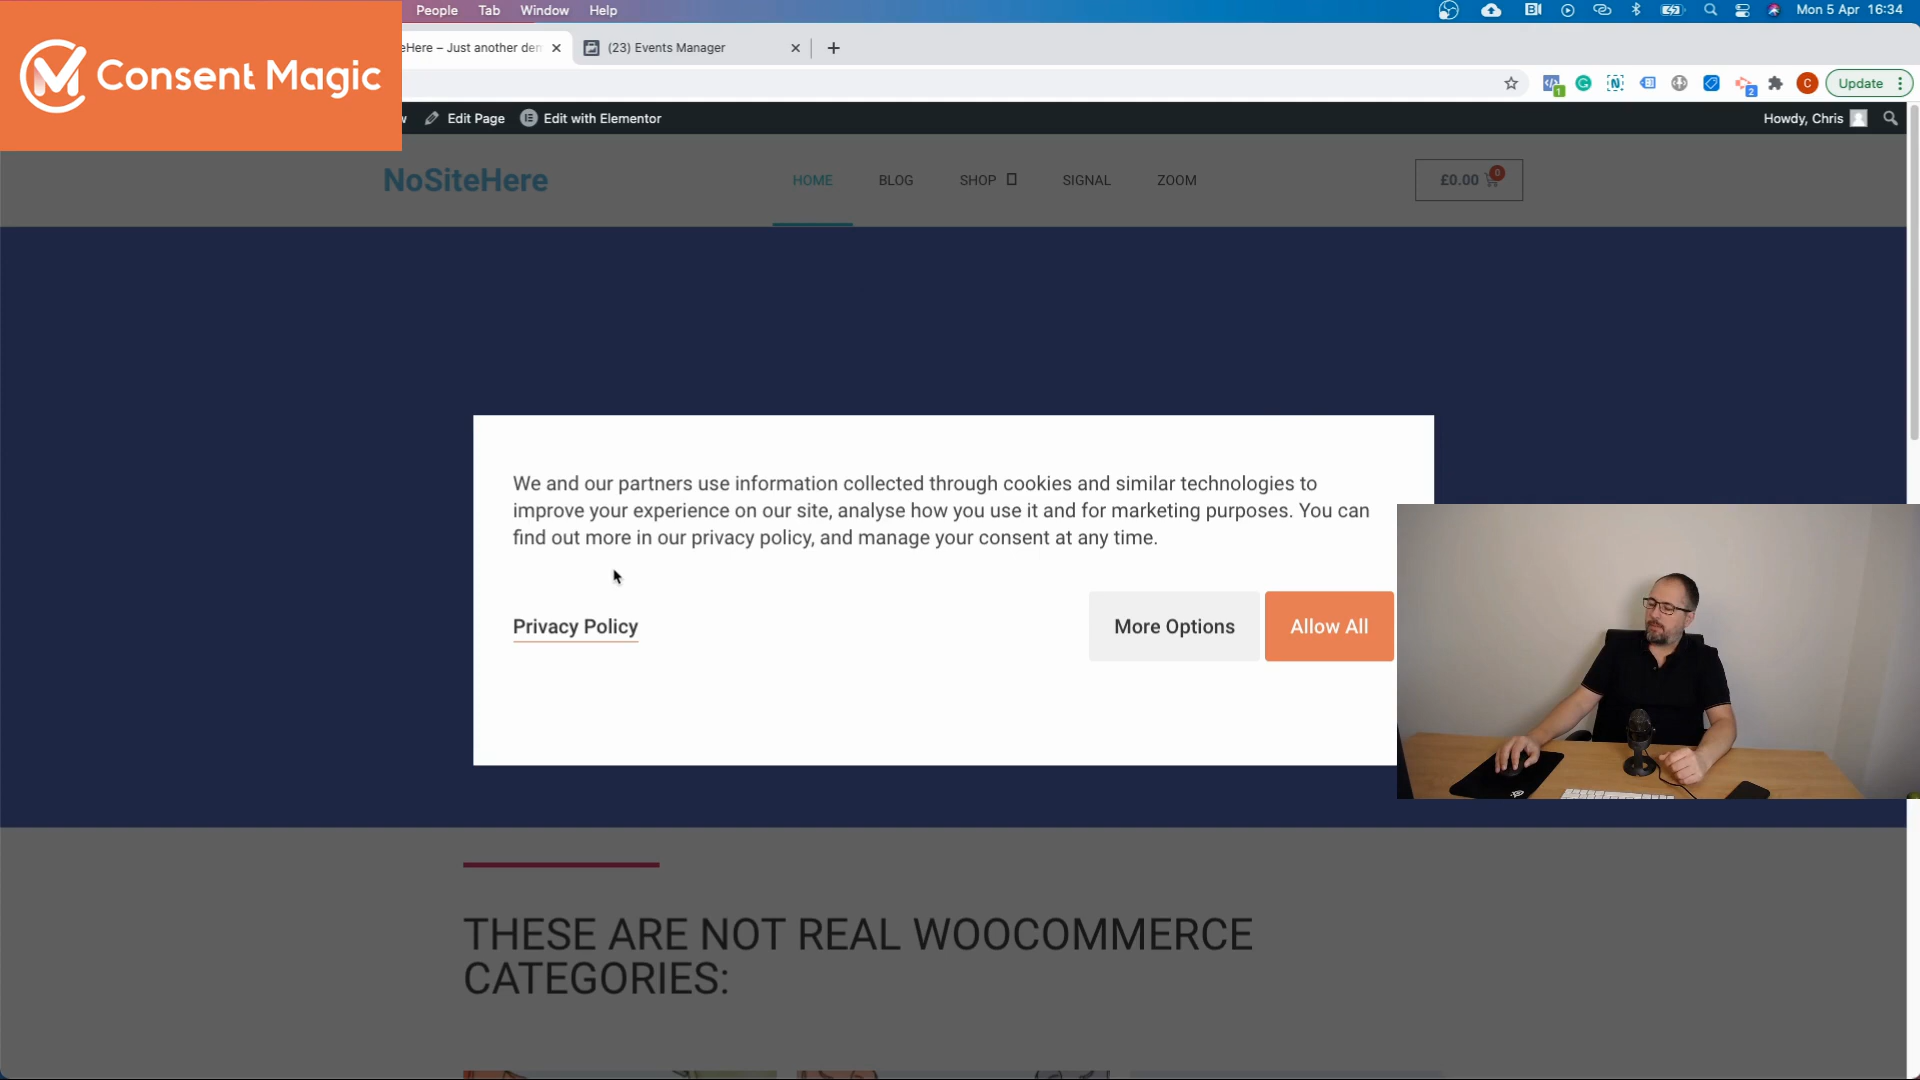 People Tab Window Help
Mon 5 Apr 16:34
Consent Magic
eHere – Just another den
(23) Events Manager
Update
Edit Page
Edit with Elementor
Howdy, Chris
NoSiteHere
HOME
BLOG
SHOP
SIGNAL
ZOOM
£0.00
0
We and our partners use information collected through cookies and similar technologies to
improve your experience on our site, analyse how you use it and for marketing purposes. You can
find out more in our privacy policy, and manage your consent at any time.
Privacy Policy
More Options
Allow All
THESE ARE NOT REAL WOOCOMMERCE
CATEGORIES: